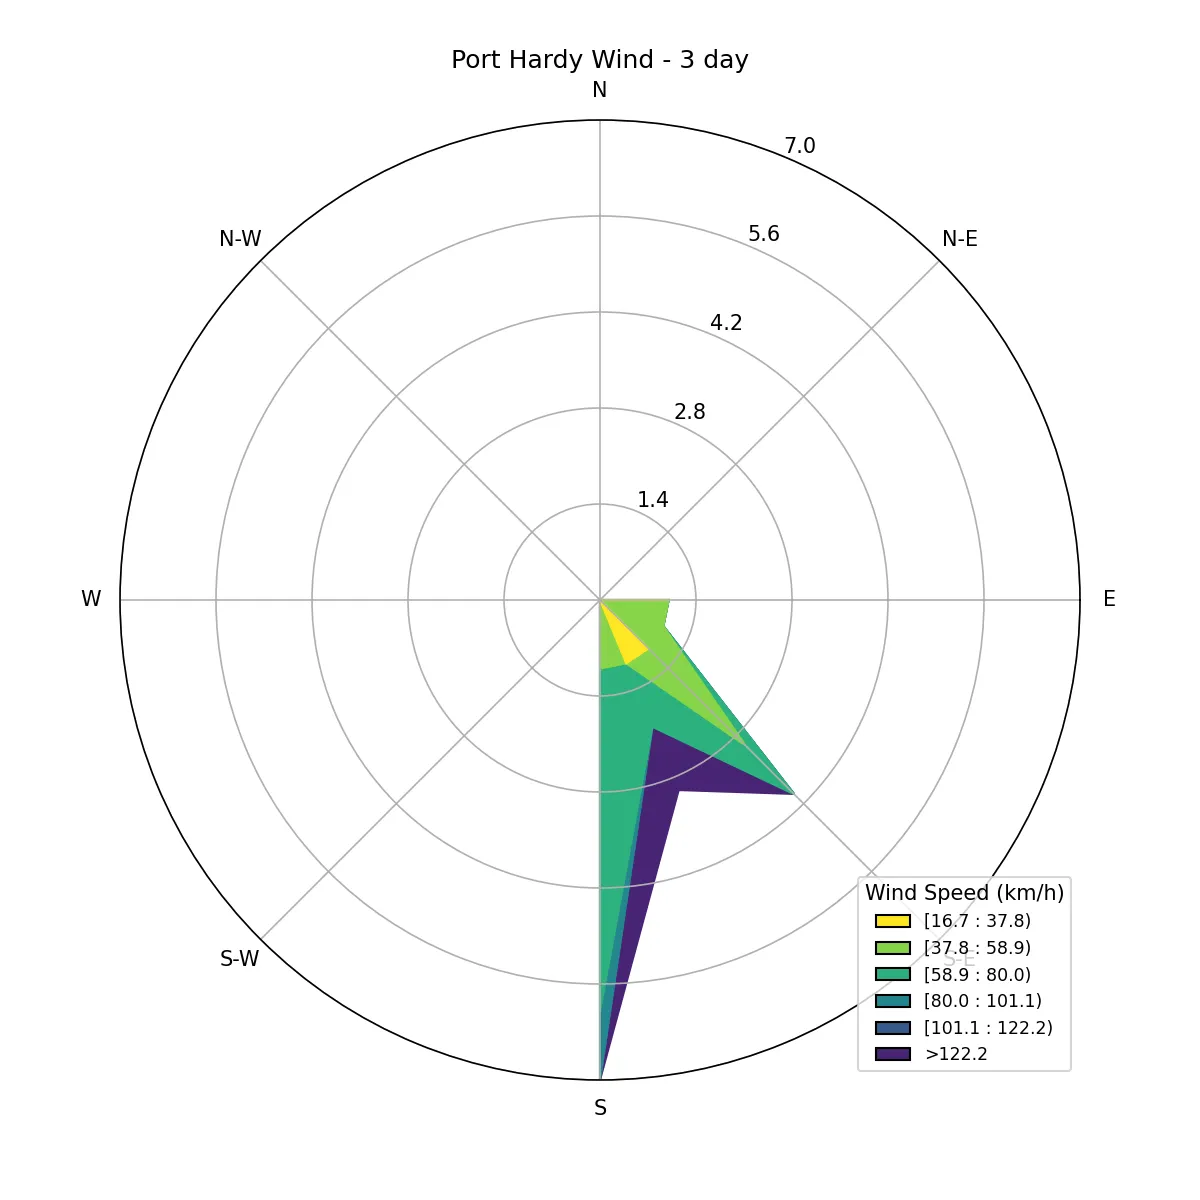 Port Hardy Wind - 3 day
N
7.0
N-W
5.6
N-E
4.2
2.8
1.4
W
E
Wind Speed (km/h)
[16.7 : 37.8)
[37.8 : 58.9)
S-W
S-E
[58.9 : 80.0)
[80.0 : 101.1)
[101.1 : 122.2)
>122.2
S